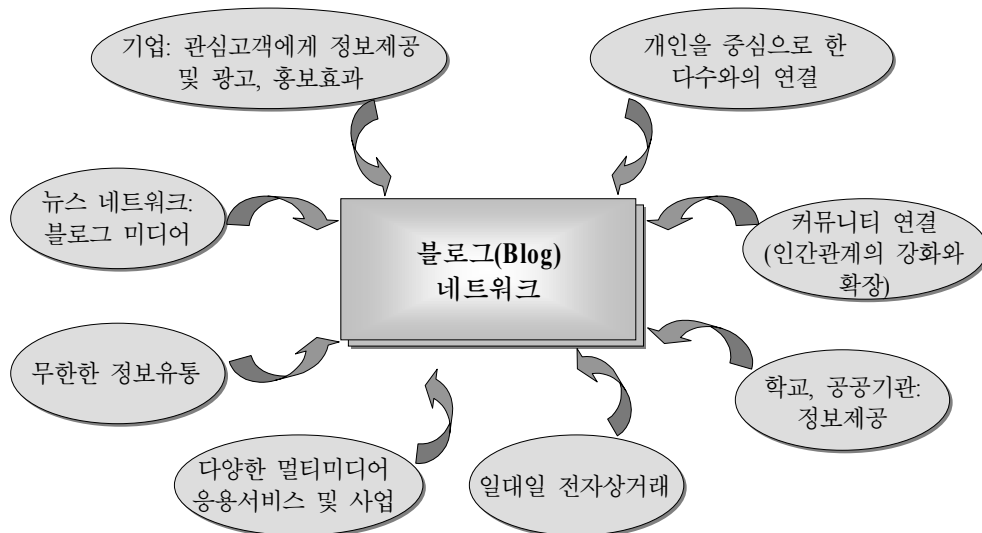 기업: 관심고객에게 정보제공
및 광고, 홍보효과
개인을 중심으로 한
다수와의 연결
뉴스 네트워크:
블로그 미디어
블로그(Blog)
네트워크
커뮤니티 연결
(인간관계의 강화와
확장)
무한한 정보유통
학교, 공공기관:
정보제공
다양한 멀티미디어
응용서비스 및 사업
일대일 전자상거래